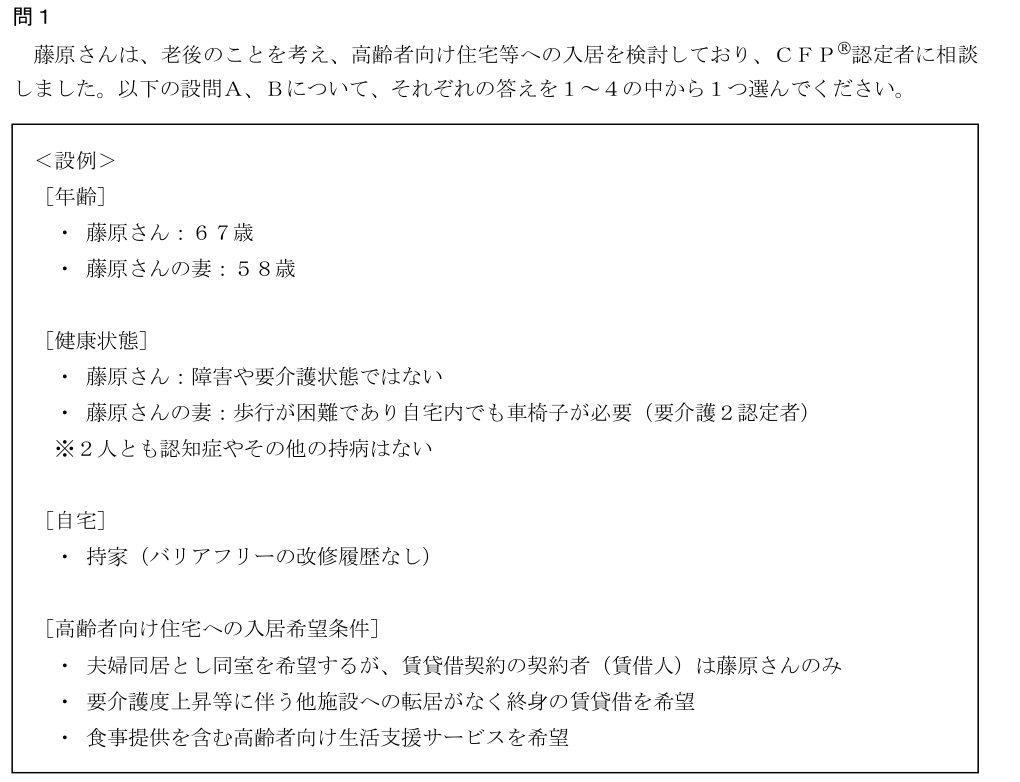 問１
藤原さんは、老後のことを考え、高齢者向け住宅等への入居を検討しており、ＣＦＰ®認定者に相談
しました。以下の設問Ａ、Ｂについて、それぞれの答えを１～４の中から１つ選んでください。
＜設例＞
［年齢］
・ 藤原さん：６７歳
・ 藤原さんの妻：５８歳
［健康状態］
・ 藤原さん：障害や要介護状態ではない
・ 藤原さんの妻：歩行が困難であり自宅内でも車椅子が必要（要介護２認定者）
※２人とも認知症やその他の持病はない
［自宅］
・ 持家（バリアフリーの改修履歴なし）
［高齢者向け住宅への入居希望条件］
・ 夫婦同居とし同室を希望するが、賃貸借契約の契約者（賃借人）は藤原さんのみ
・ 要介護度上昇等に伴う他施設への転居がなく終身の賃貸借を希望
・ 食事提供を含む高齢者向け生活支援サービスを希望